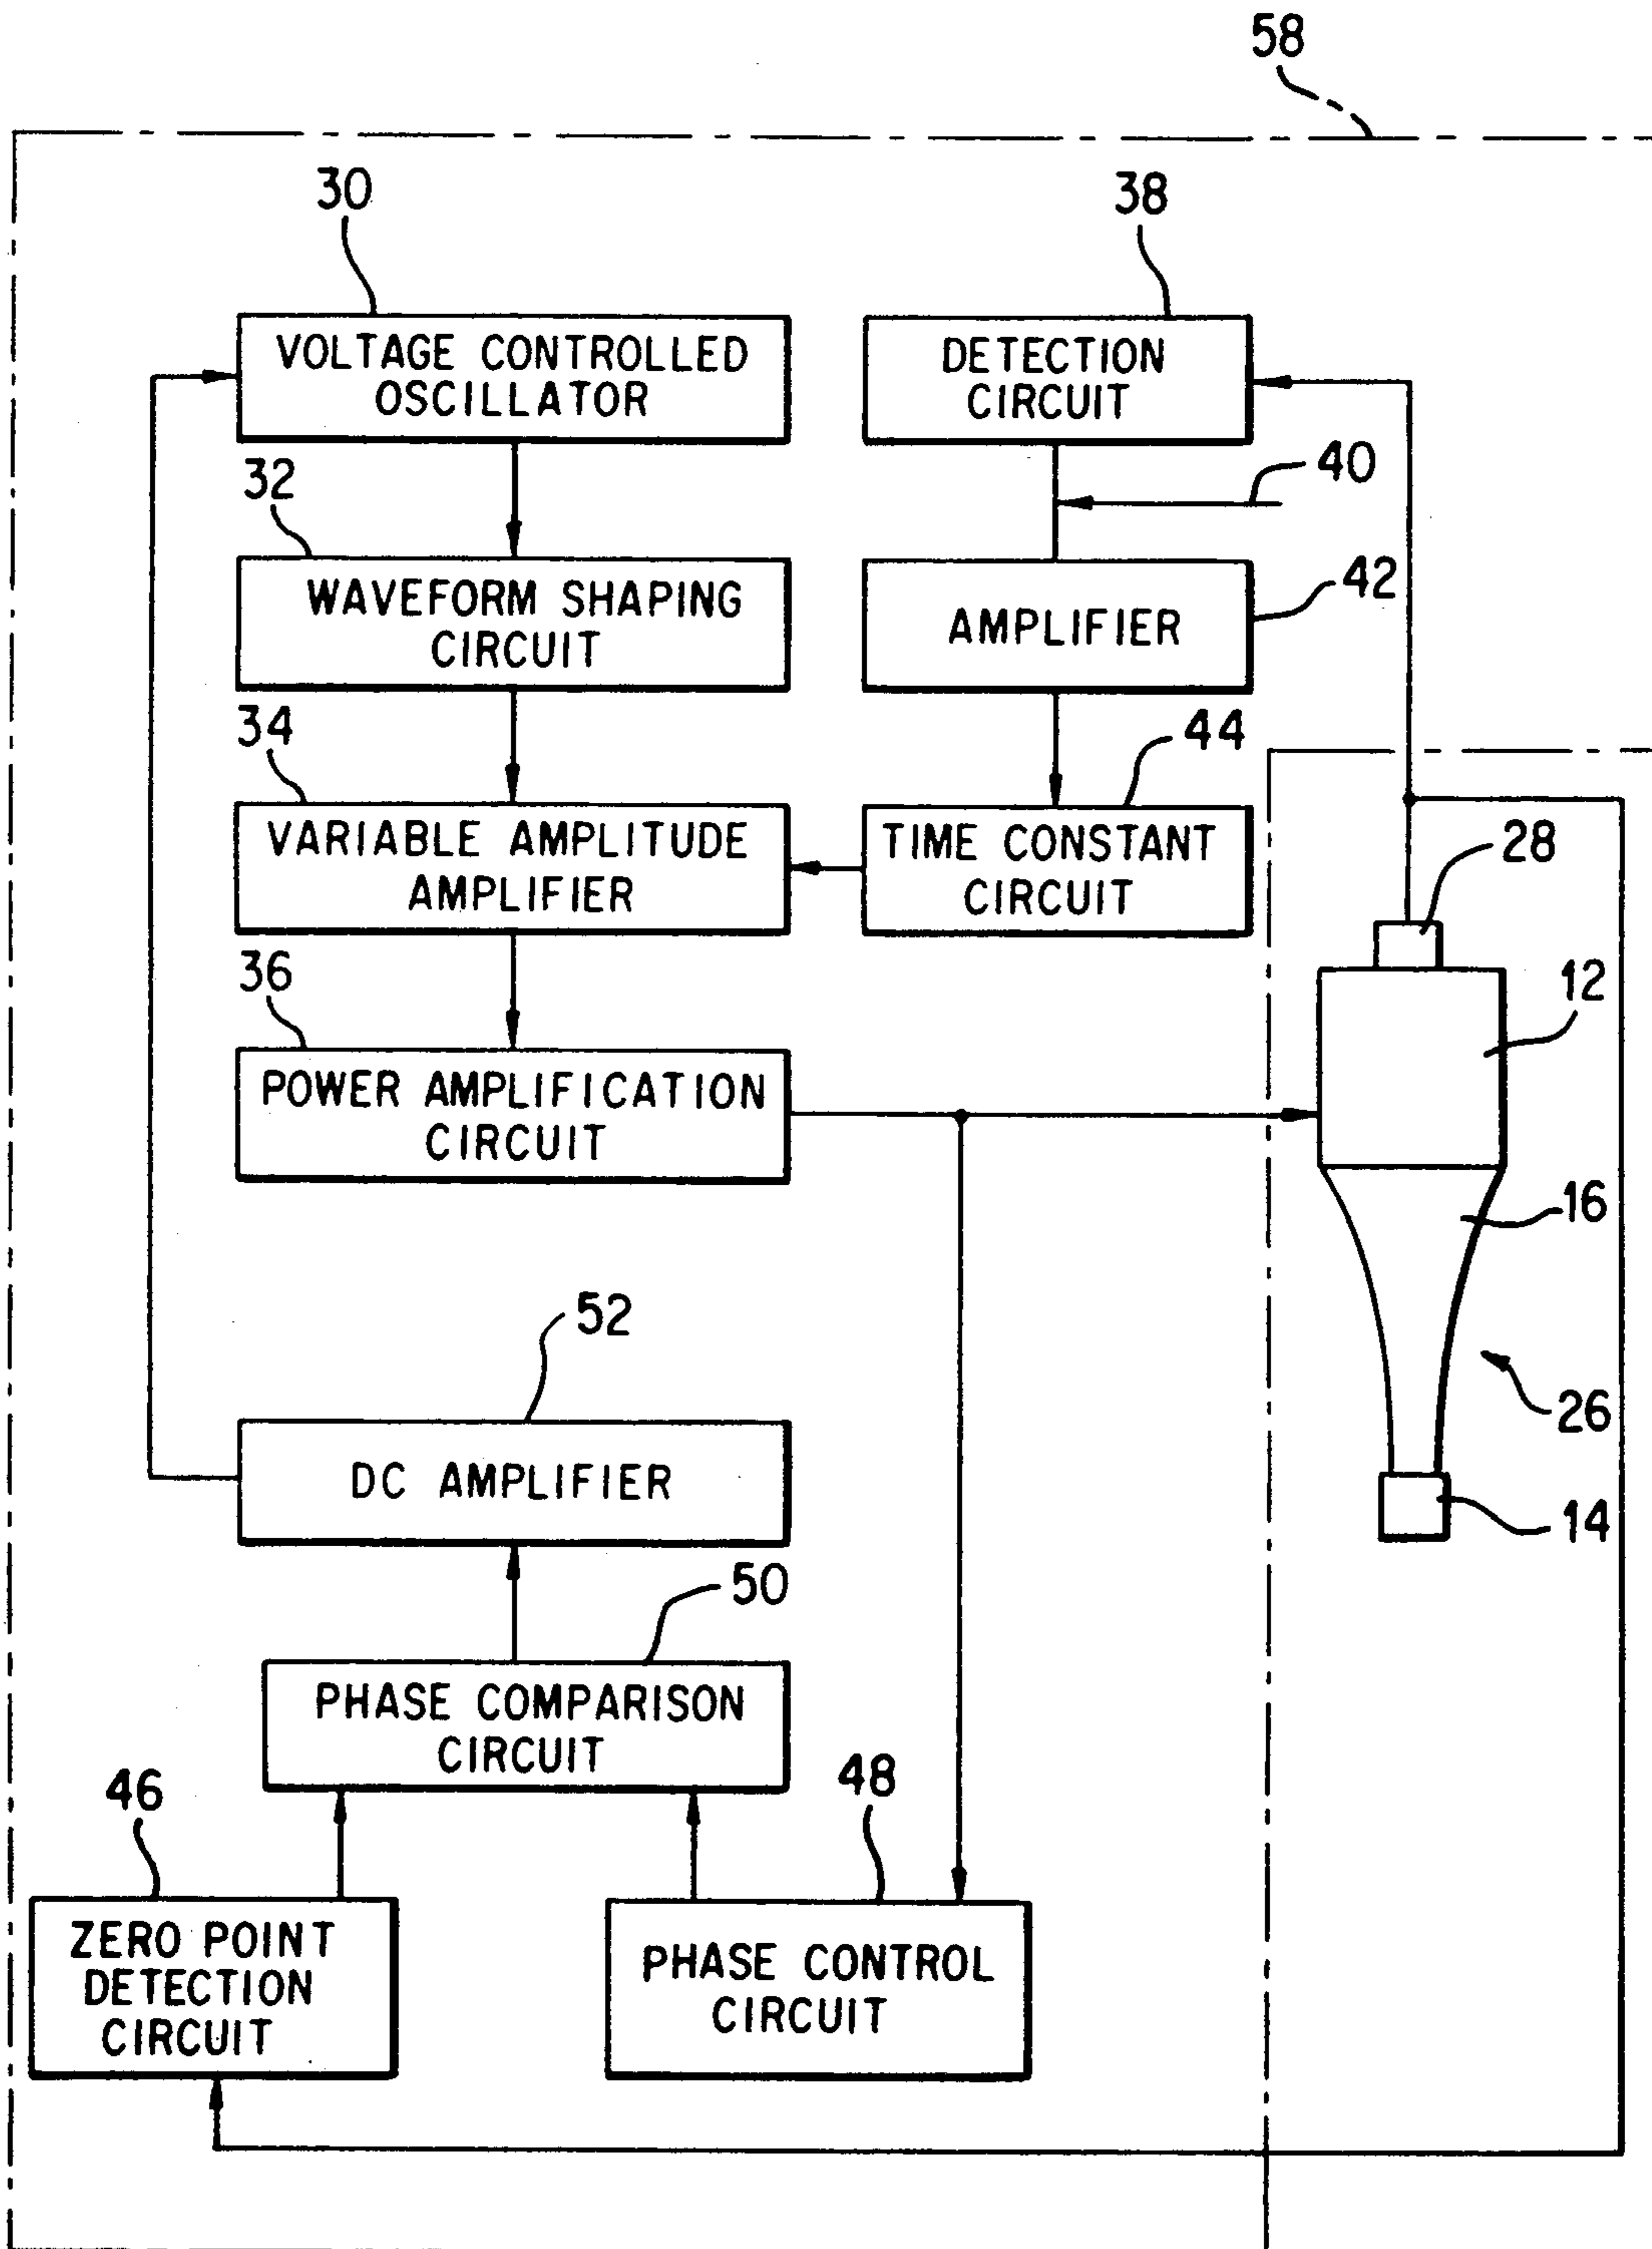 58
30
38
VOLTAGE CONTROLLED
OSCILLATOR
DETECTION
CIRCUIT
40
32
WAVEFORM SHAPING
CIRCUIT
AMPLIFIER
42
34
44
VARIABLE AMPLITUDE
AMPLIFIER
TIME CONSTANT
CIRCUIT
28
36
12
POWER AMPLIFICATION
CIRCUIT
16
52
26
DC AMPLIFIER
14
50
PHASE COMPARISON
CIRCUIT
46
48
ZERO POINT
DETECTION
CIRCUIT
PHASE CONTROL
CIRCUIT